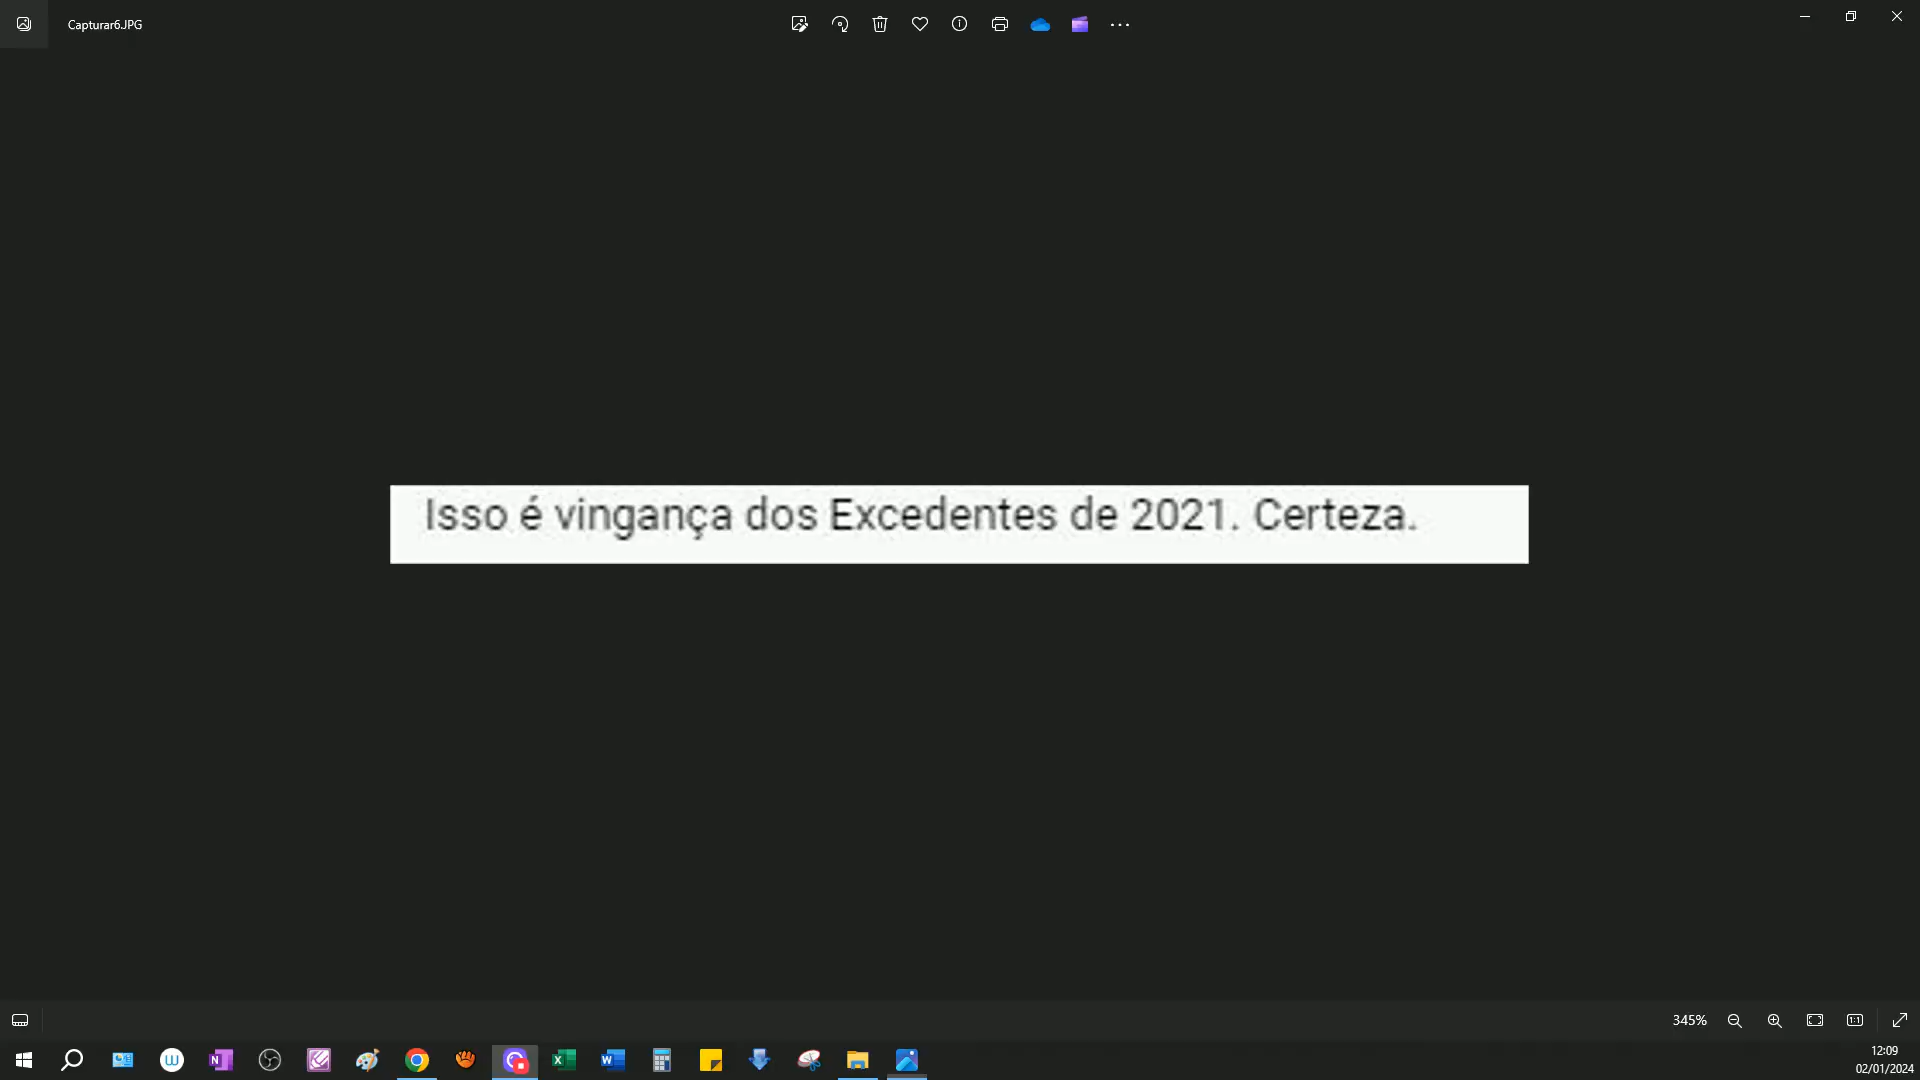 Capturar6.JPG
Isso é vingança dos Excedentes de 2021. Certeza.
345%
12:09
02/01/2024